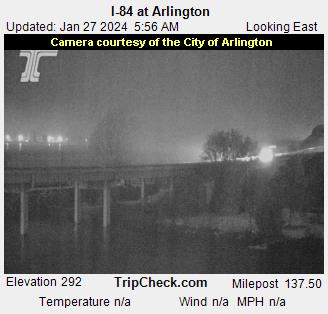 I-84 at Arlington
Updated: Jan 27 2024 5:56 AM Looking East
Camera courtesy of the City of Arlington
Elevation 292 TripCheck.com Milepost 137.50
Temperature n/a Wind n/a MPH n/a